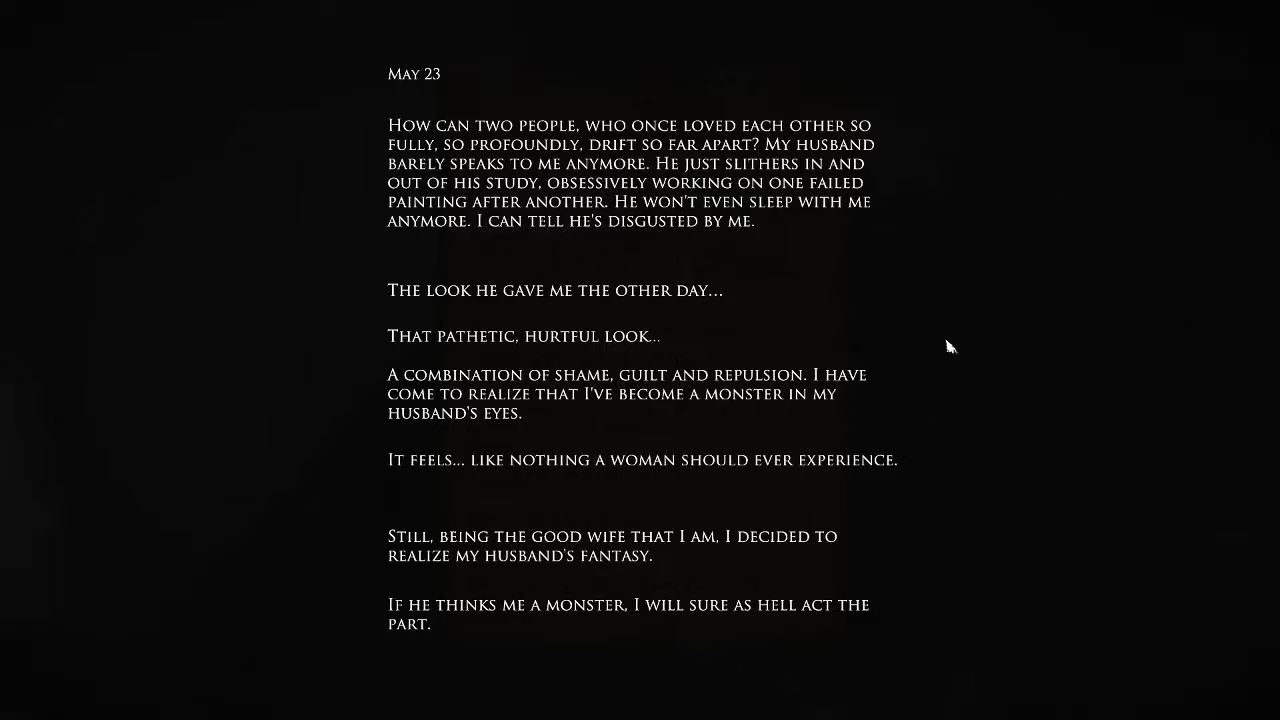 May 23
How can two people, who once loved each other so
fully, so profoundly, drift so far apart? My husband
barely speaks to me anymore. He just slithers in and
out of his study, obsessively working on one failed
painting after another. He won't even sleep with me
anymore. I can tell he's disgusted by me.
The look he gave me the other day...
That pathetic, hurtful look...
A combination of shame, guilt and repulsion. I have
come to realize that I've become a monster in my
husband's eyes.
It feels... like nothing a woman should ever experience.
Still, being the good wife that I am, I decided to
realize my husband's fantasy.
If he thinks me a monster, I will sure as hell act the
part.